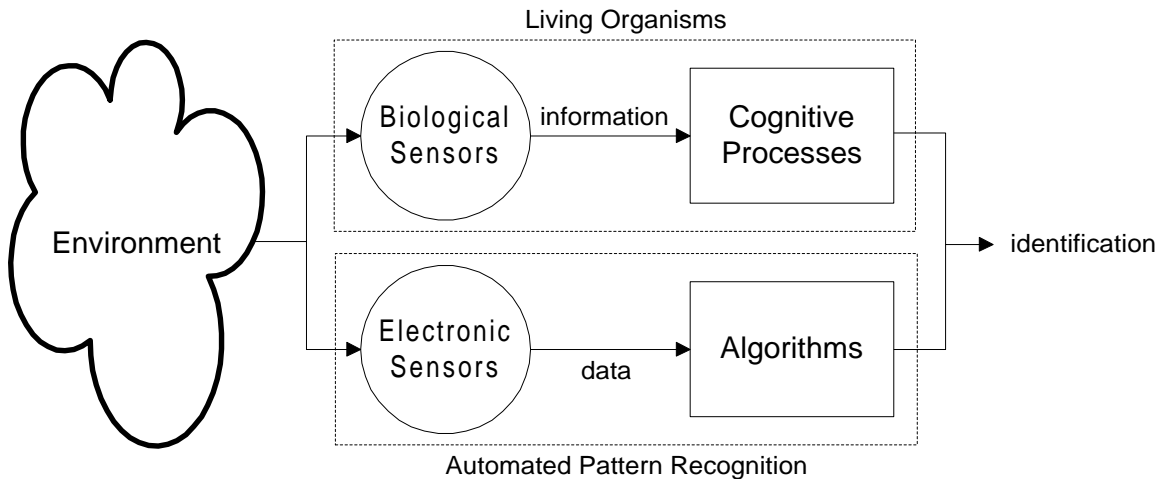 Living Organisms
Biological
Sensors
information
Cognitive
Processes
Environment
identification
Electronic
Sensors
data
Algorithms
Automated Pattern Recognition